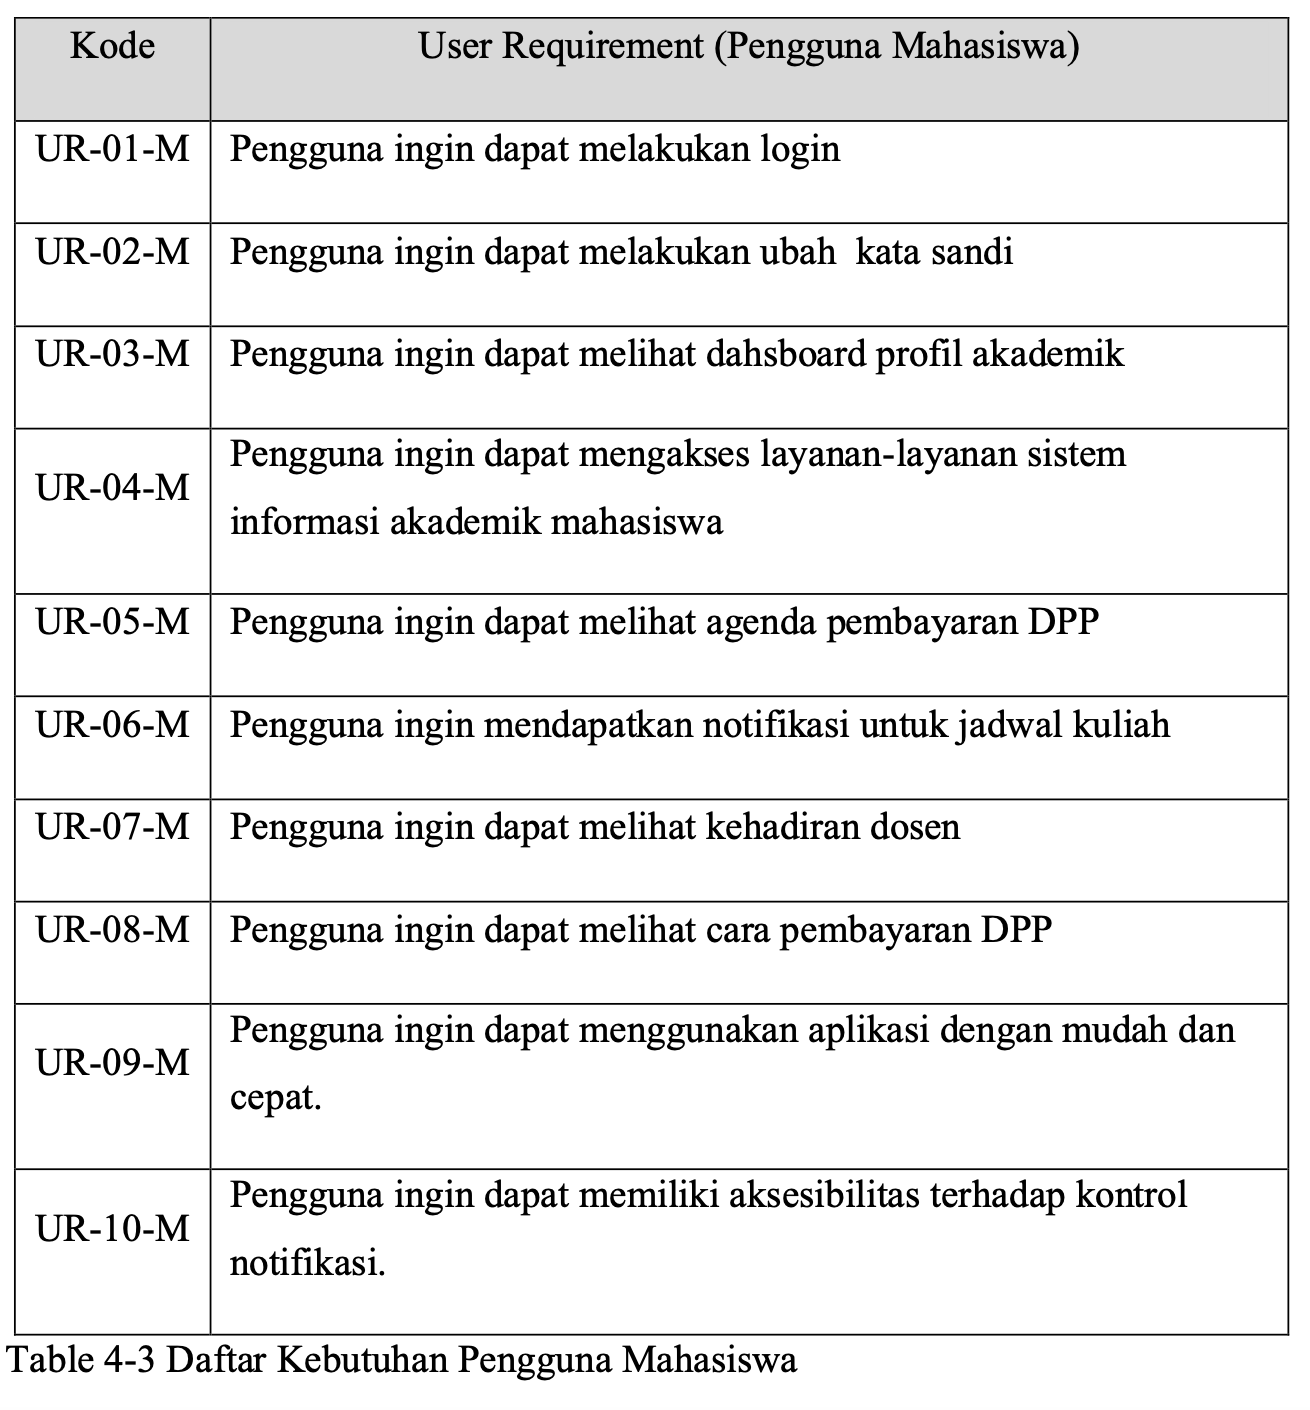 Kode User Requirement (Pengguna Mahasiswa)
UR-01-M Pengguna ingin dapat melakukan login
UR-02-M Pengguna ingin dapat melakukan ubah  kata sandi
UR-03-M Pengguna ingin dapat melihat dahsboard profil akademik
UR-04-M Pengguna ingin dapat mengakses layanan-layanan sistem
informasi akademik mahasiswa
UR-05-M Pengguna ingin dapat melihat agenda pembayaran DPP
UR-06-M Pengguna ingin mendapatkan notifikasi untuk jadwal kuliah
UR-07-M Pengguna ingin dapat melihat kehadiran dosen
UR-08-M Pengguna ingin dapat melihat cara pembayaran DPP
UR-09-M Pengguna ingin dapat menggunakan aplikasi dengan mudah dan
cepat.
UR-10-M Pengguna ingin dapat memiliki aksesibilitas terhadap kontrol
notifikasi.
Table 4-3 Daftar Kebutuhan Pengguna Mahasiswa